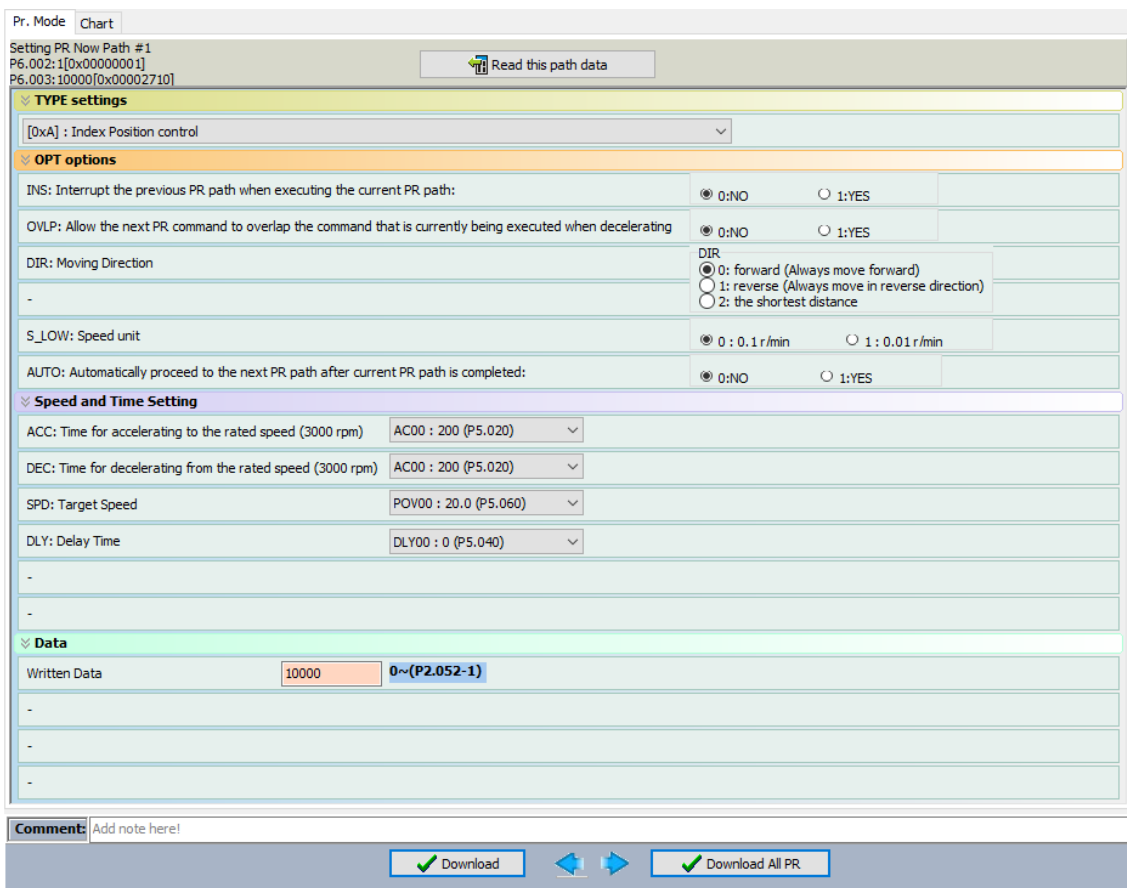 Pr. Mode Chart
Setting PR Now Path #1
P6.002:1[0x00000001]
P6.003:10000[0x00002710]
Read this path data
TYPE settings
[0xA] : Index Position control
OPT options
INS: Interrupt the previous PR path when executing the current PR path: 0:NO 1:YES
OVLP: Allow the next PR command to overlap the command that is currently being executed when decelerating 0:NO 1:YES
DIR: Moving Direction
DIR
0: forward (Always move forward)
1: reverse (Always move in reverse direction)
2: the shortest distance
-
S_LOW: Speed unit 0 : 0.1 r/min 1 : 0.01 r/min
AUTO: Automatically proceed to the next PR path after current PR path is completed: 0:NO 1:YES
Speed and Time Setting
ACC: Time for accelerating to the rated speed (3000 rpm) AC00 : 200 (P5.020)
DEC: Time for decelerating from the rated speed (3000 rpm) AC00 : 200 (P5.020)
SPD: Target Speed POV00 : 20.0 (P5.060)
DLY: Delay Time DLY00 : 0 (P5.040)
-
-
Data
Written Data 10000 0~(P2.052-1)
-
-
-
Comment: Add note here!
Download Download All PR